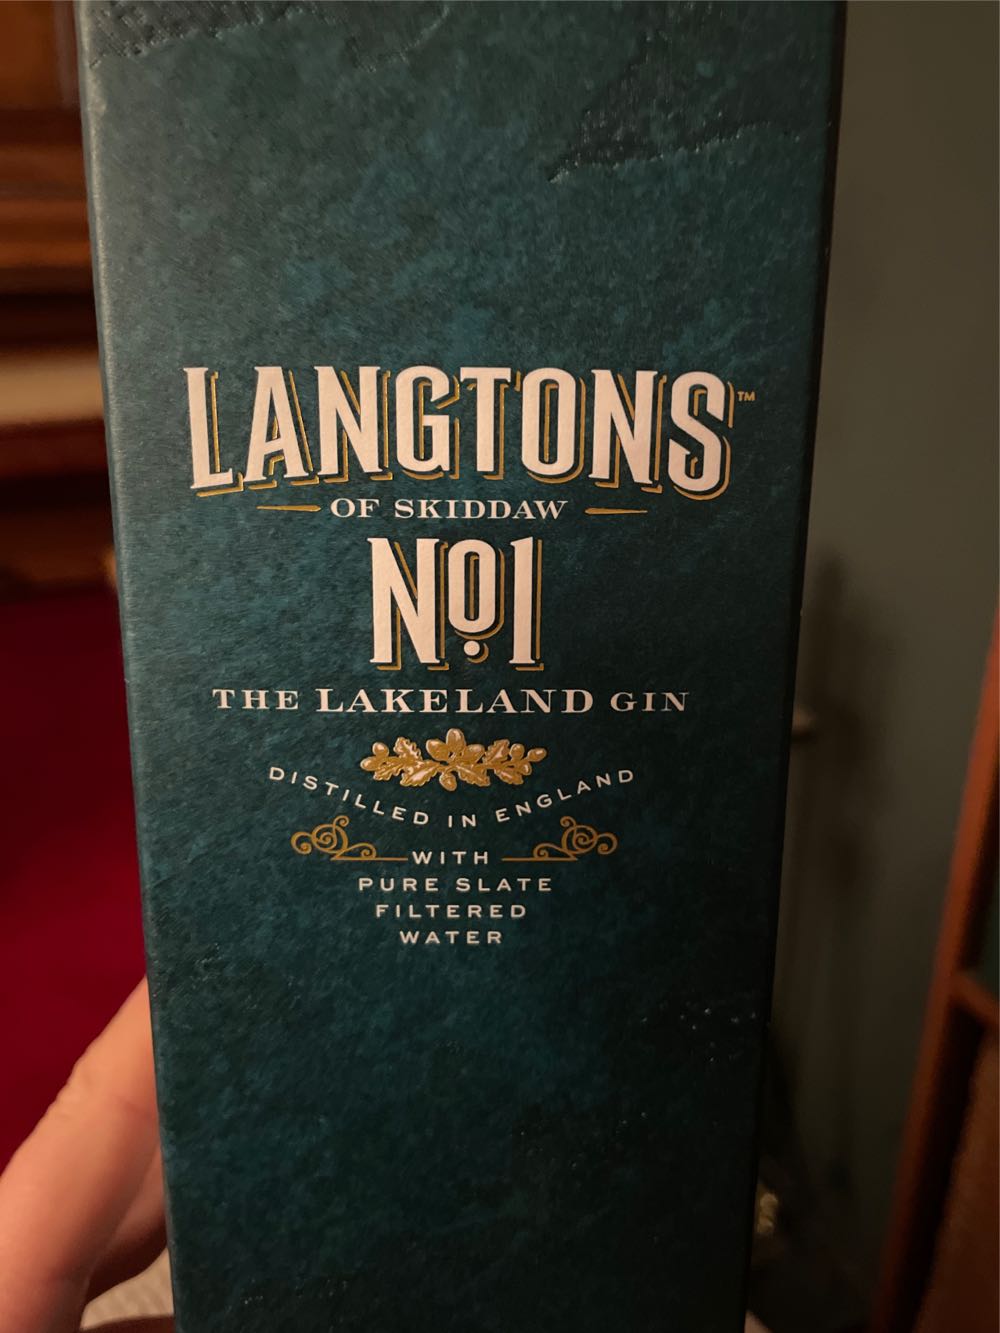 LANGTONS™
OF SKIDDAW
Nº1
THE LAKELAND GIN
DISTILLED IN ENGLAND
WITH
PURE SLATE
FILTERED
WATER